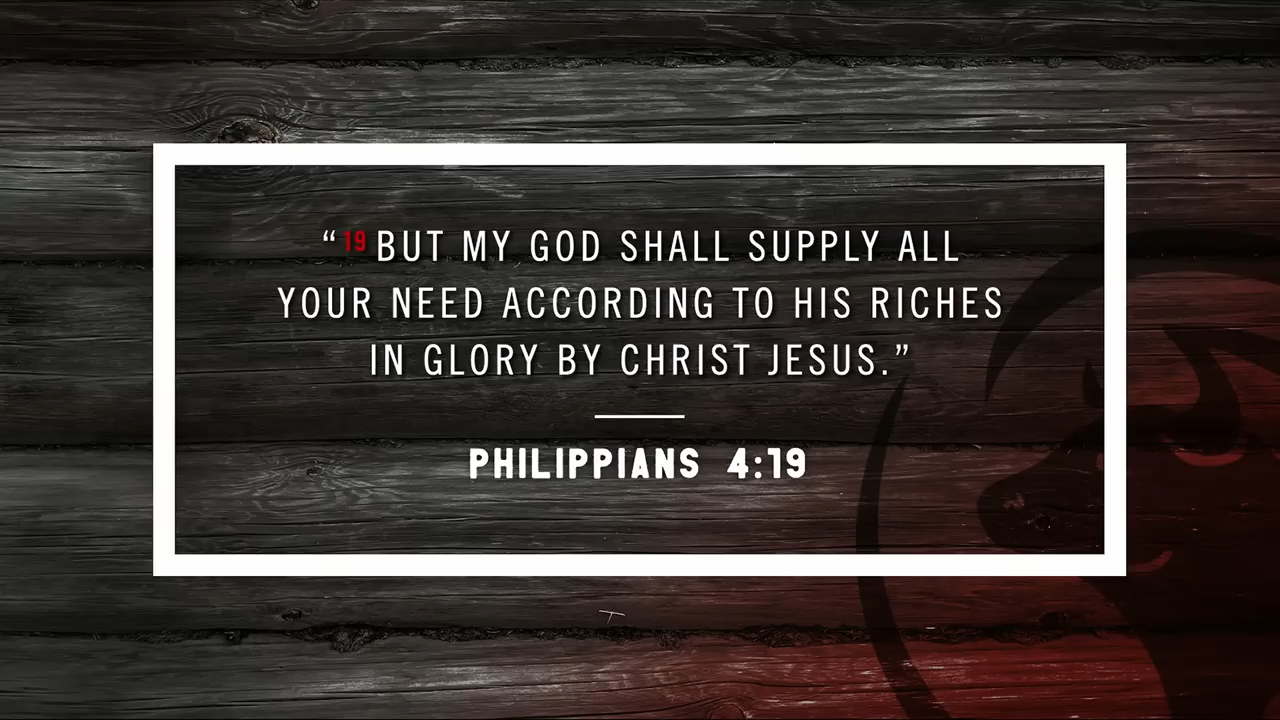 “19 BUT MY GOD SHALL SUPPLY ALL
YOUR NEED ACCORDING TO HIS RICHES
IN GLORY BY CHRIST JESUS.”
PHILIPPIANS 4:19